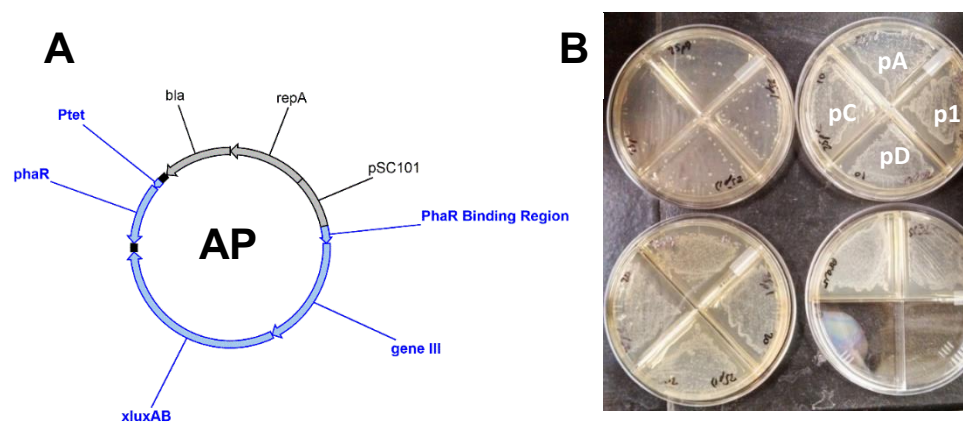 A
B
bla
repA
Ptet
phaR
pSC101
PhaR Binding Region
AP
gene III
xluxAB
pA
pC
p1
pD